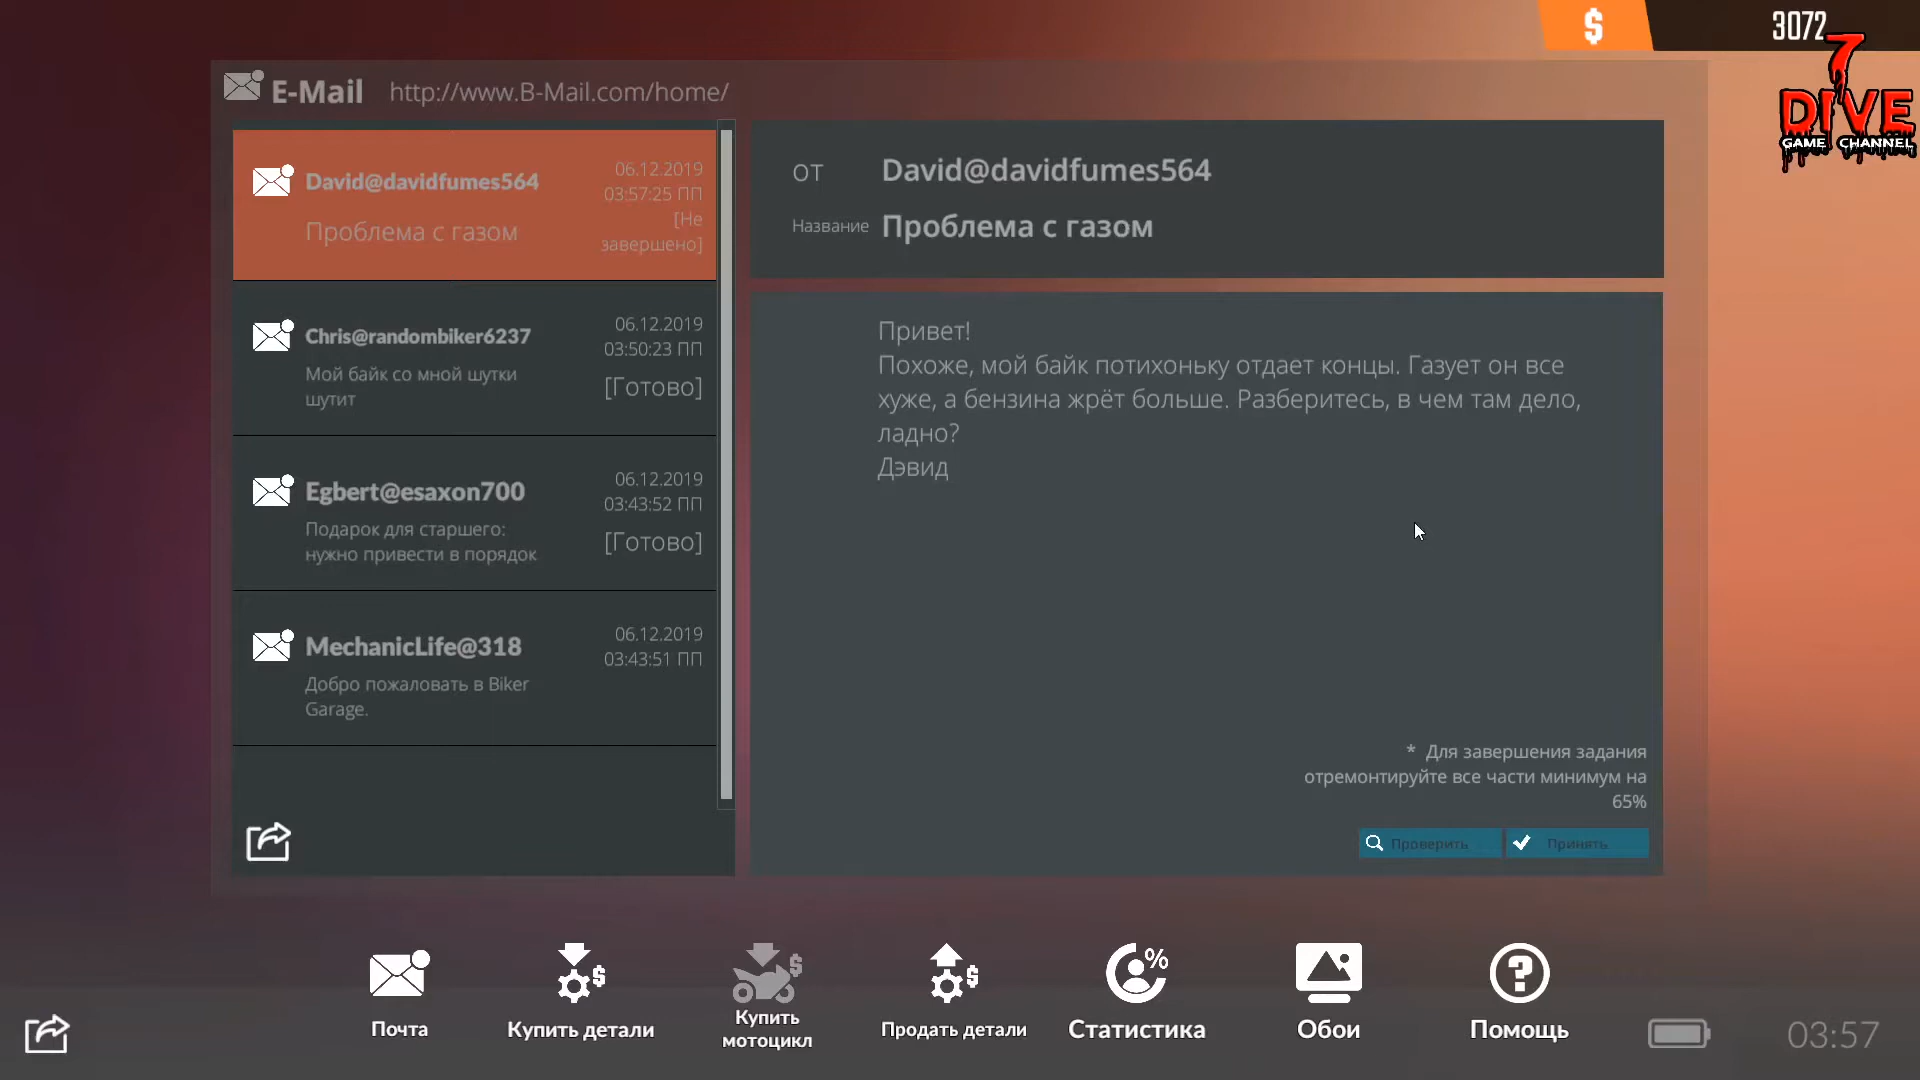 $ 3072
7
DIVE
GAME CHANNEL
E-Mail http://www.B-Mail.com/home/
David@davidfumes564
Проблема с газом
06.12.2019
03:57:25 ПП
[Не
завершено]
Chris@randombiker6237
Мой байк со мной шутки
шутит
06.12.2019
03:50:23 ПП
[Готово]
Egbert@esaxon700
Подарок для старшего:
нужно привести в порядок
06.12.2019
03:43:52 ПП
[Готово]
MechanicLife@318
Добро пожаловать в Biker
Garage.
06.12.2019
03:43:51 ПП
ОТ David@davidfumes564
Название Проблема с газом
Привет!
Похоже, мой байк потихоньку отдает концы. Газует он все
хуже, а бензина жрёт больше. Разберитесь, в чем там дело,
ладно?
Дэвид
* Для завершения задания
отремонтируйте все части минимум на
65%
Проверить
Принять
Почта
Купить детали
Купить
мотоцикл
Продать детали
Статистика
Обои
Помощь
03:57